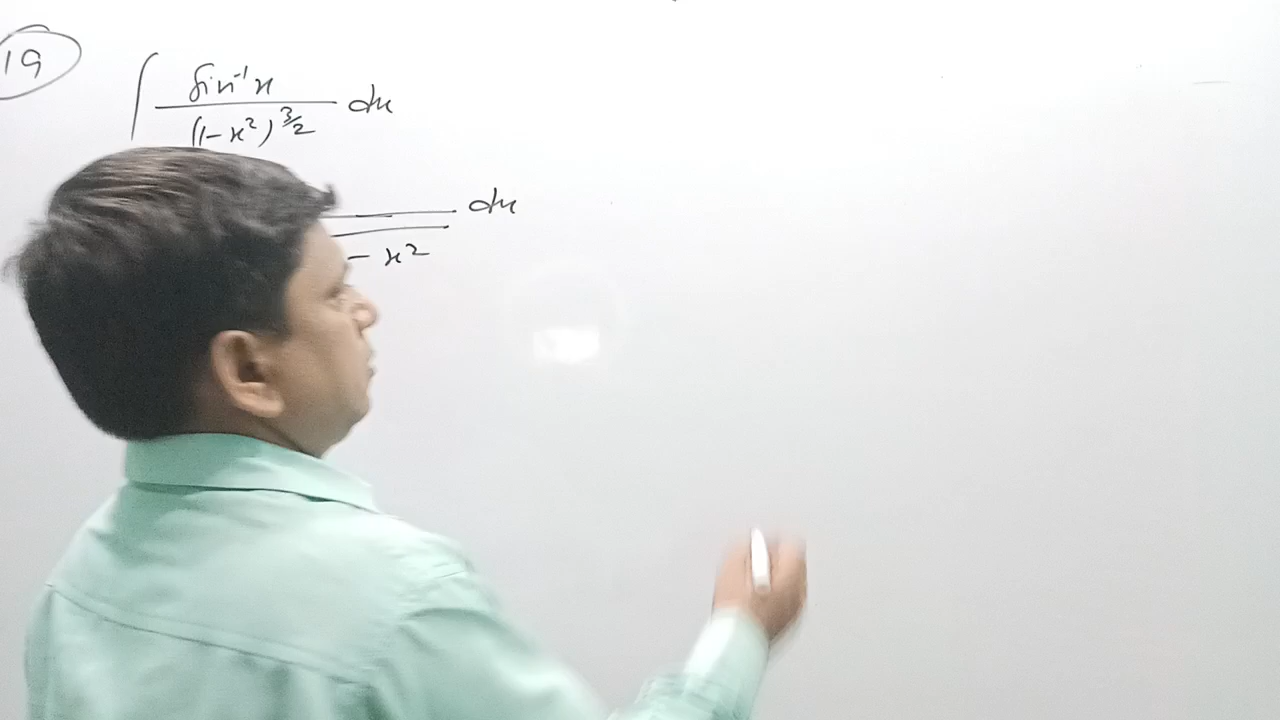 19
∫ sin⁻¹x / (1-x²)^3/2 dx
dx
- x²